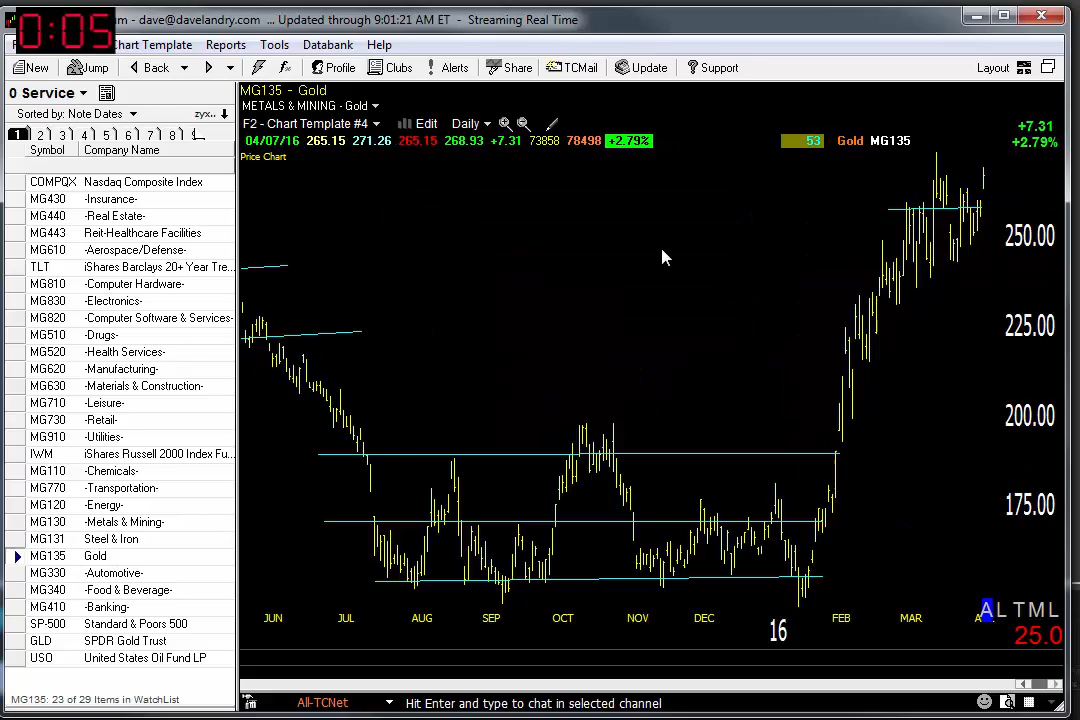 0:05
um - dave@davelandry.com ... Updated through 9:01:21 AM ET - Streaming Real Time
Chart Template Reports Tools Databank Help
New Jump Back Profile Clubs Alerts Share TCMail Update Support Layout
0 Service
Sorted by: Note Dates zyx..
1 2 3 4 5 6 7 8
Symbol Company Name
COMPQX Nasdaq Composite Index
MG430 -Insurance-
MG440 -Real Estate-
MG443 Reit-Healthcare Facilities
MG610 -Aerospace/Defense-
TLT iShares Barclays 20+ Year Tre...
MG810 -Computer Hardware-
MG830 -Electronics-
MG820 -Computer Software & Services-
MG510 -Drugs-
MG520 -Health Services-
MG620 -Manufacturing-
MG630 -Materials & Construction-
MG710 -Leisure-
MG730 -Retail-
MG910 -Utilities-
IWM iShares Russell 2000 Index Fu...
MG110 -Chemicals-
MG770 -Transportation-
MG120 -Energy-
MG130 -Metals & Mining-
MG131 Steel & Iron
MG135 Gold
MG330 -Automotive-
MG340 -Food & Beverage-
MG410 -Banking-
SP-500 Standard & Poors 500
GLD SPDR Gold Trust
USO United States Oil Fund LP
MG135: 23 of 29 Items in WatchList
MG135 - Gold
METALS & MINING - Gold
F2 - Chart Template #4 Edit Daily
04/07/16 265.15 271.26 265.15 268.93 +7.31 73858 78498 +2.79% 53 Gold MG135
+7.31
+2.79%
Price Chart
250.00
225.00
200.00
175.00
JUN JUL AUG SEP OCT NOV DEC 16 FEB MAR
A L T M L
25.0
All-TCNet Hit Enter and type to chat in selected channel